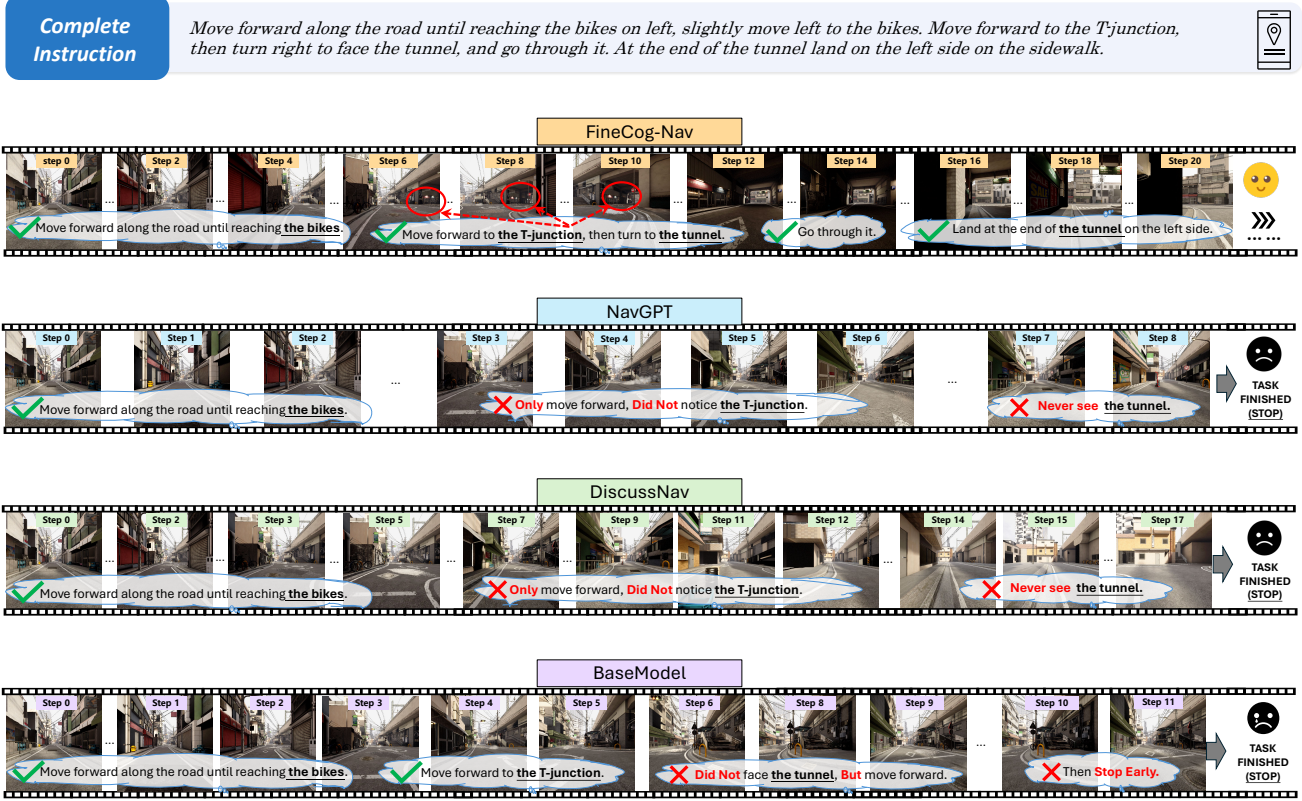 Complete
Instruction
Move forward along the road until reaching the bikes on left, slightly move left to the bikes. Move forward to the T-junction,
then turn right to face the tunnel, and go through it. At the end of the tunnel land on the left side on the sidewalk.
FineCog-Nav
step 0 Step 2 Step 4 Step 6 Step 8 Step 10 Step 12 Step 14 Step 16 Step 18 Step 20
... ... ... ... ... ...
Move forward along the road until reaching the bikes. Move forward to the T-junction, then turn to the tunnel. Go through it. Land at the end of the tunnel on the left side.
... ...
NavGPT
Step 0 Step 1 Step 2 Step 3 Step 4 Step 5 Step 6 Step 7 Step 8
... ...
Move forward along the road until reaching the bikes. Only move forward, Did Not notice the T-junction. Never see the tunnel.
TASK
FINISHED
(STOP)
DiscussNav
Step 0 Step 2 Step 3 Step 5 Step 7 Step 9 Step 11 Step 12 Step 14 Step 15 Step 17
... ... ... ... ... ...
Move forward along the road until reaching the bikes. Only move forward, Did Not notice the T-junction. Never see the tunnel.
TASK
FINISHED
(STOP)
BaseModel
Step 0 Step 1 Step 2 Step 3 Step 4 Step 5 Step 6 Step 8 Step 9 Step 10 Step 11
... ... ...
Move forward along the road until reaching the bikes. Move forward to the T-junction. Did Not face the tunnel, But move forward. Then Stop Early.
TASK
FINISHED
(STOP)